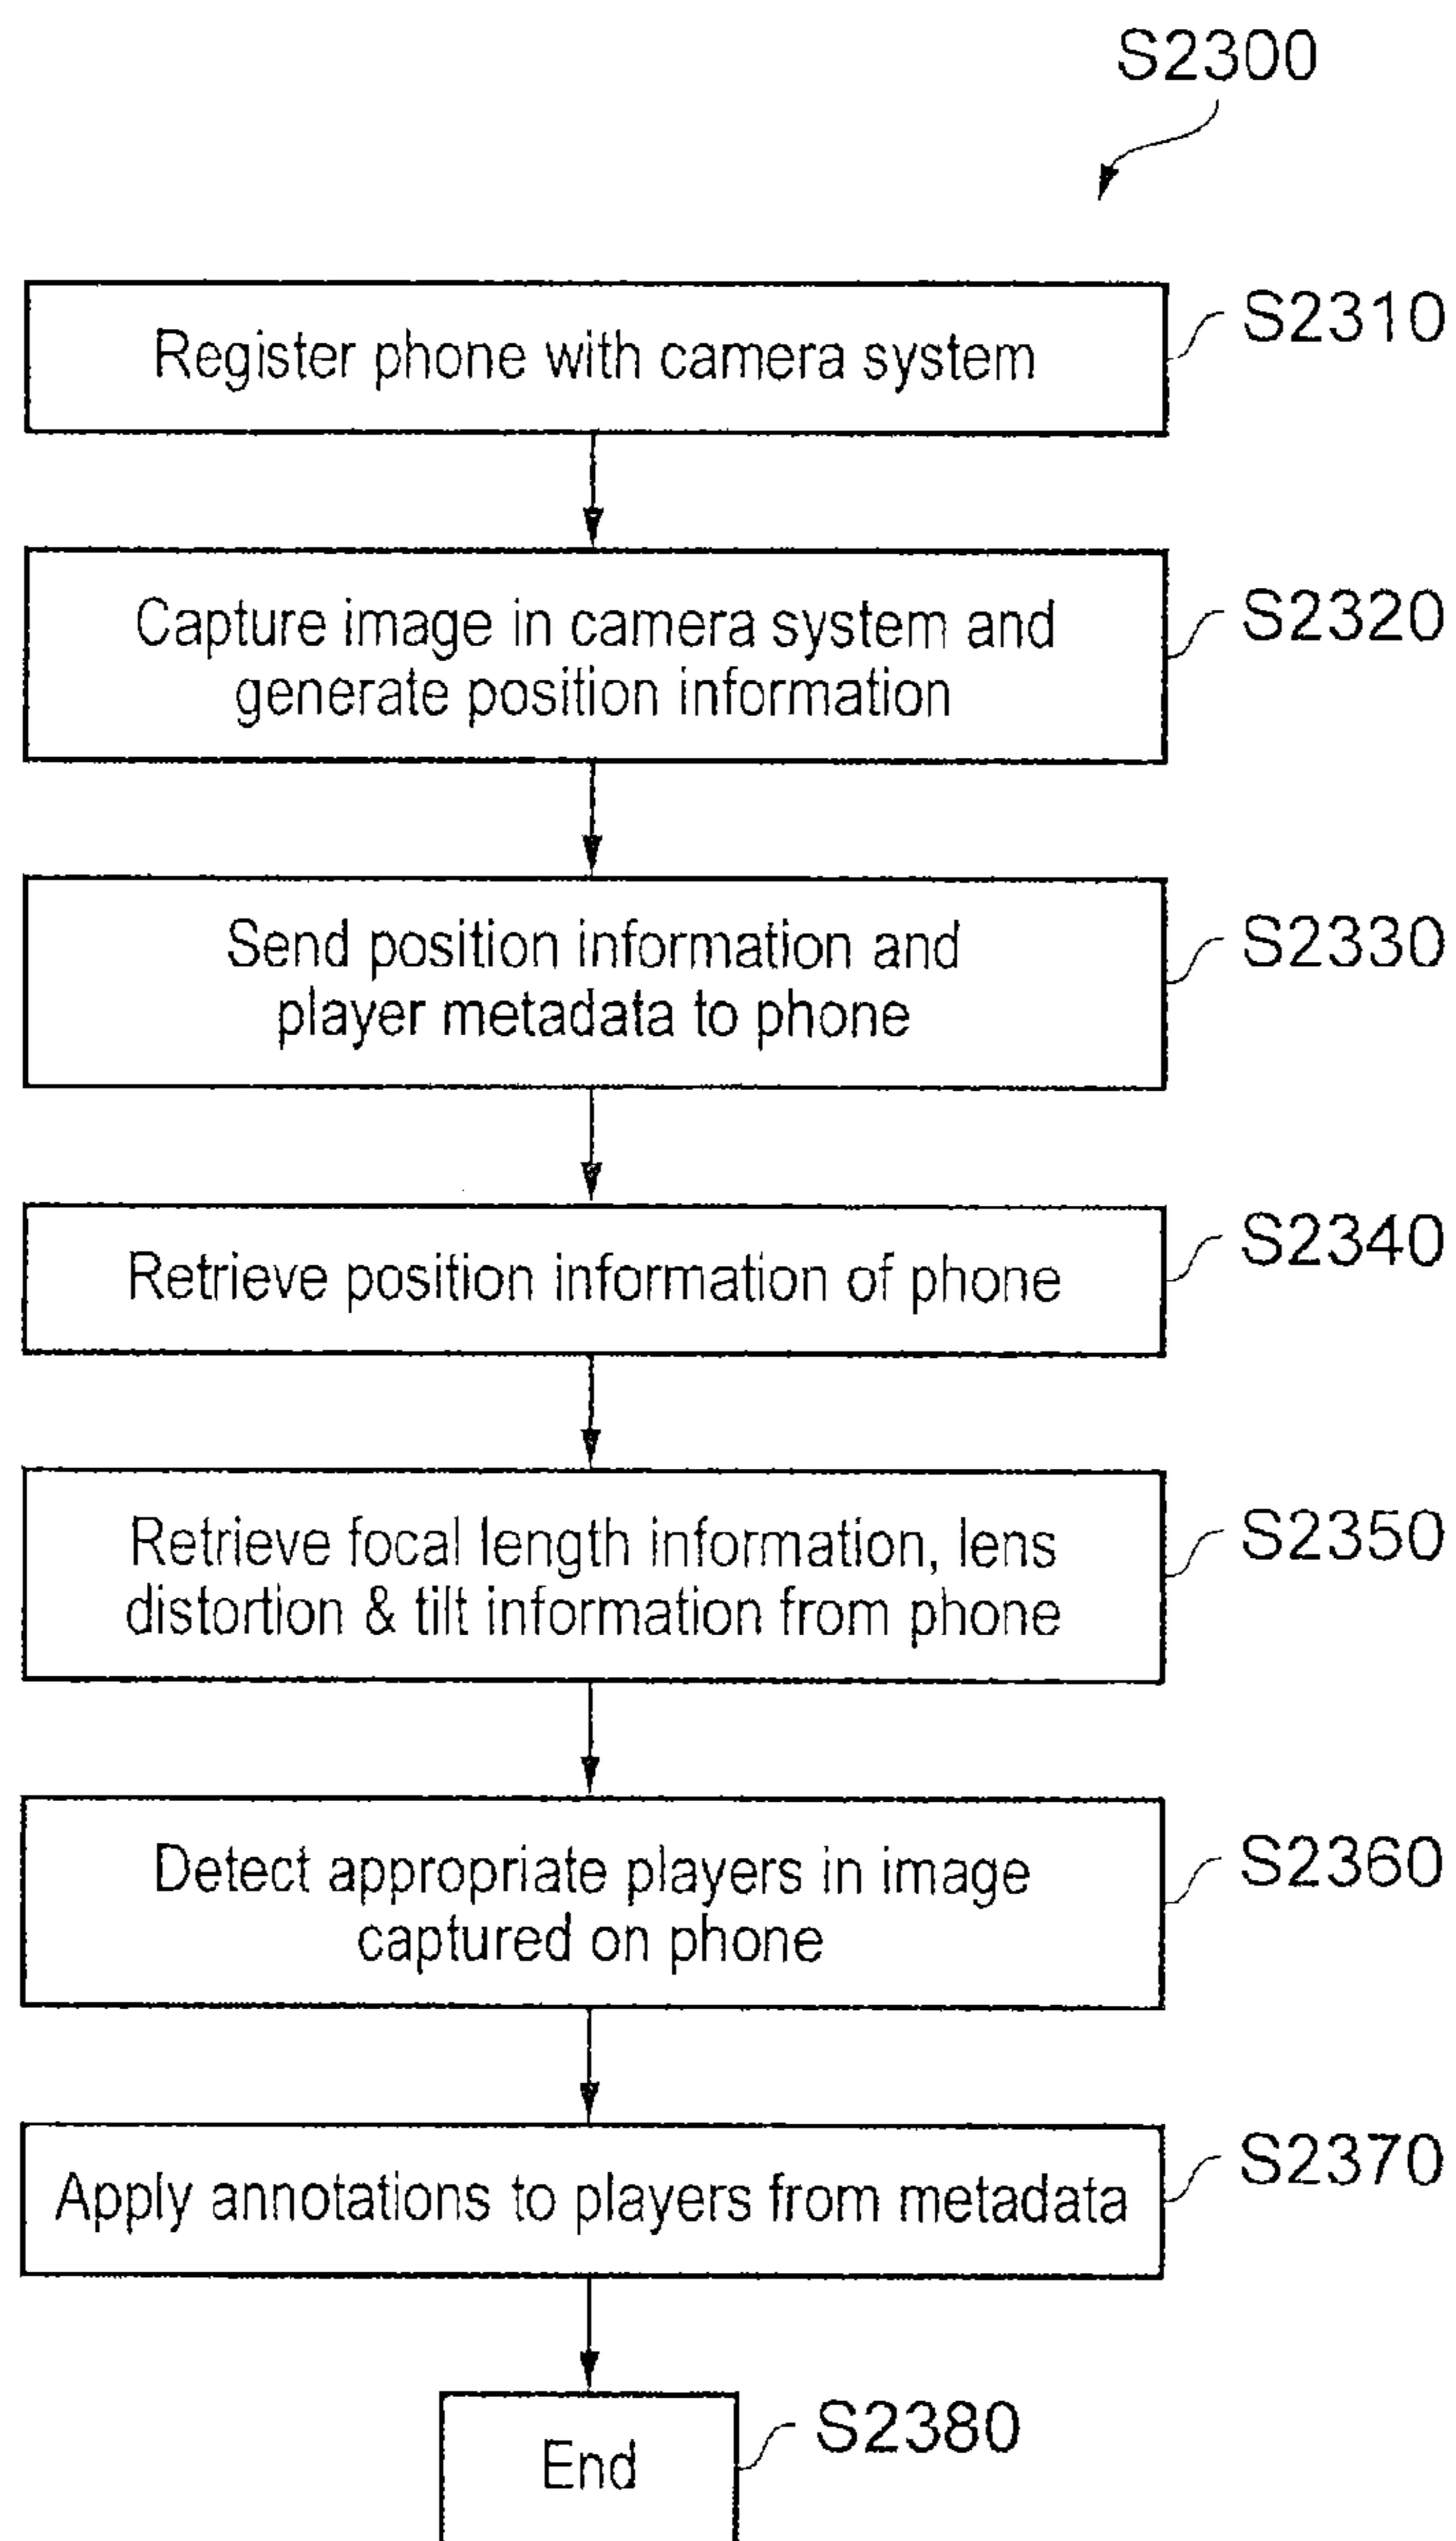 S2300
Register phone with camera system
S2310
Capture image in camera system and
generate position information
S2320
Send position information and
player metadata to phone
S2330
Retrieve position information of phone
S2340
Retrieve focal length information, lens
distortion & tilt information from phone
S2350
Detect appropriate players in image
captured on phone
S2360
Apply annotations to players from metadata
S2370
End
S2380